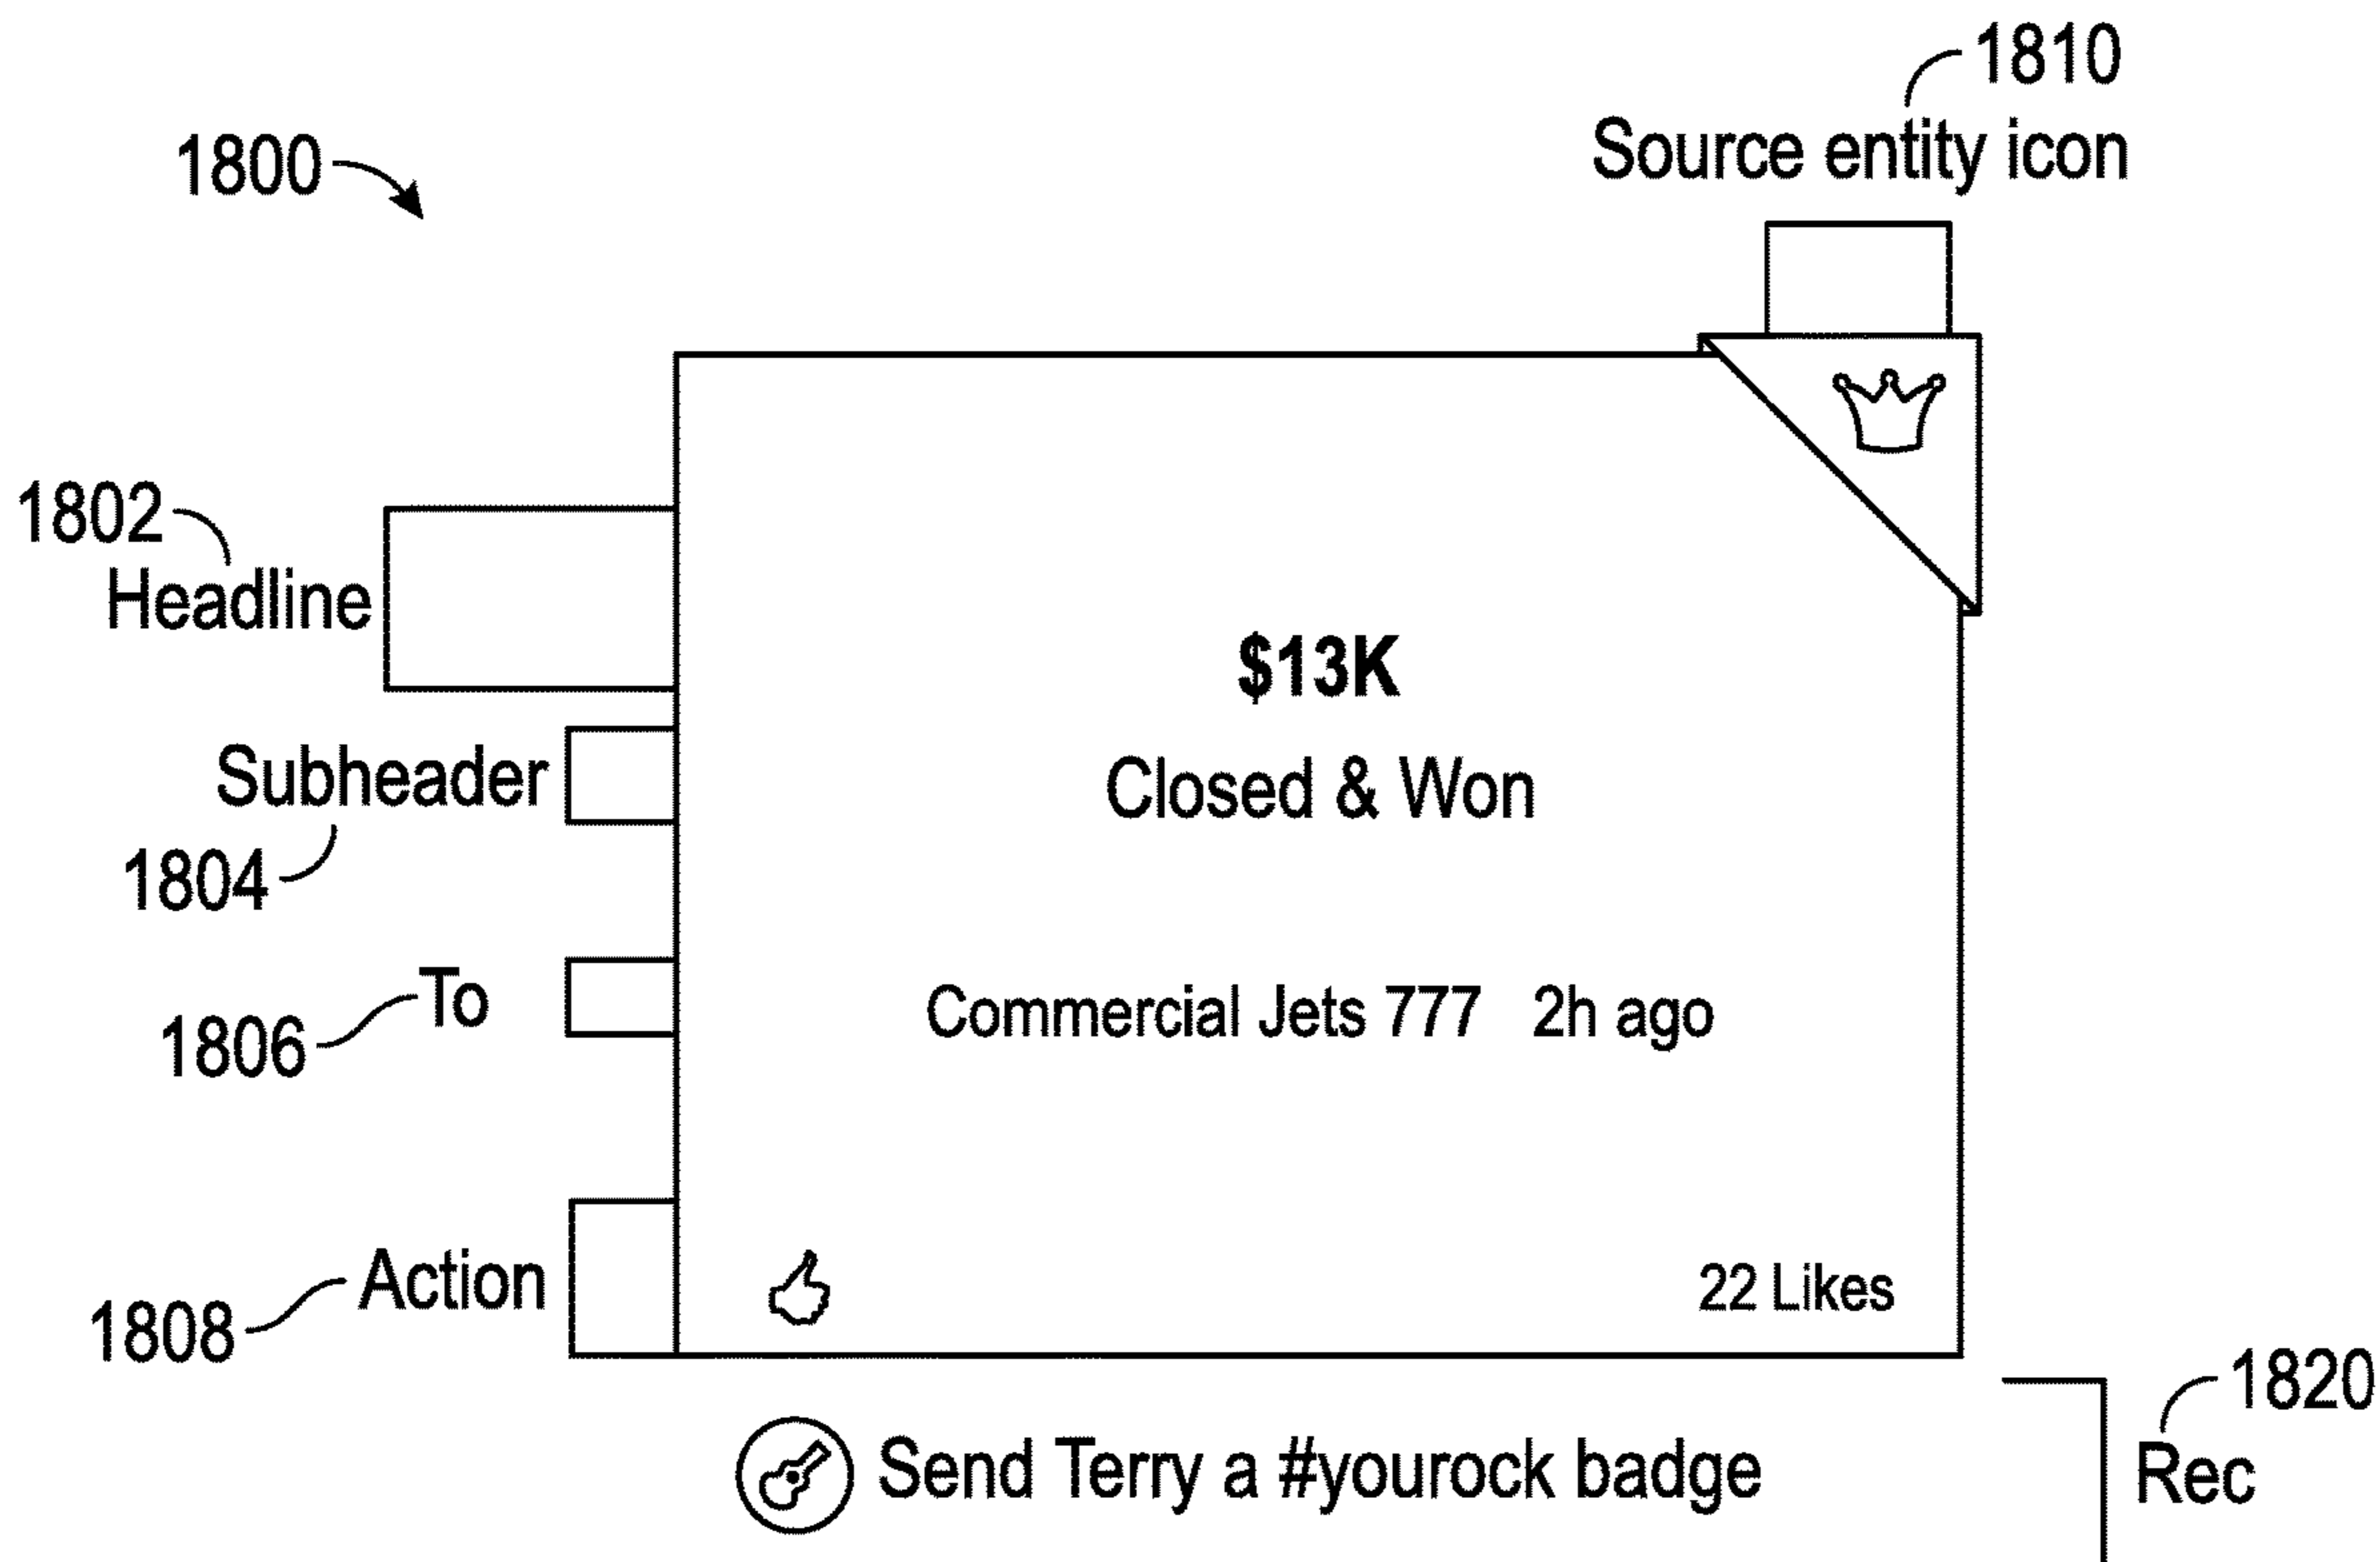 1810
Source entity icon
1800
1802
Headline
$13K
Subheader
Closed & Won
1804
To
Commercial Jets 777 2h ago
1806
Action
22 Likes
1808
1820
Send Terry a #yourock badge
Rec